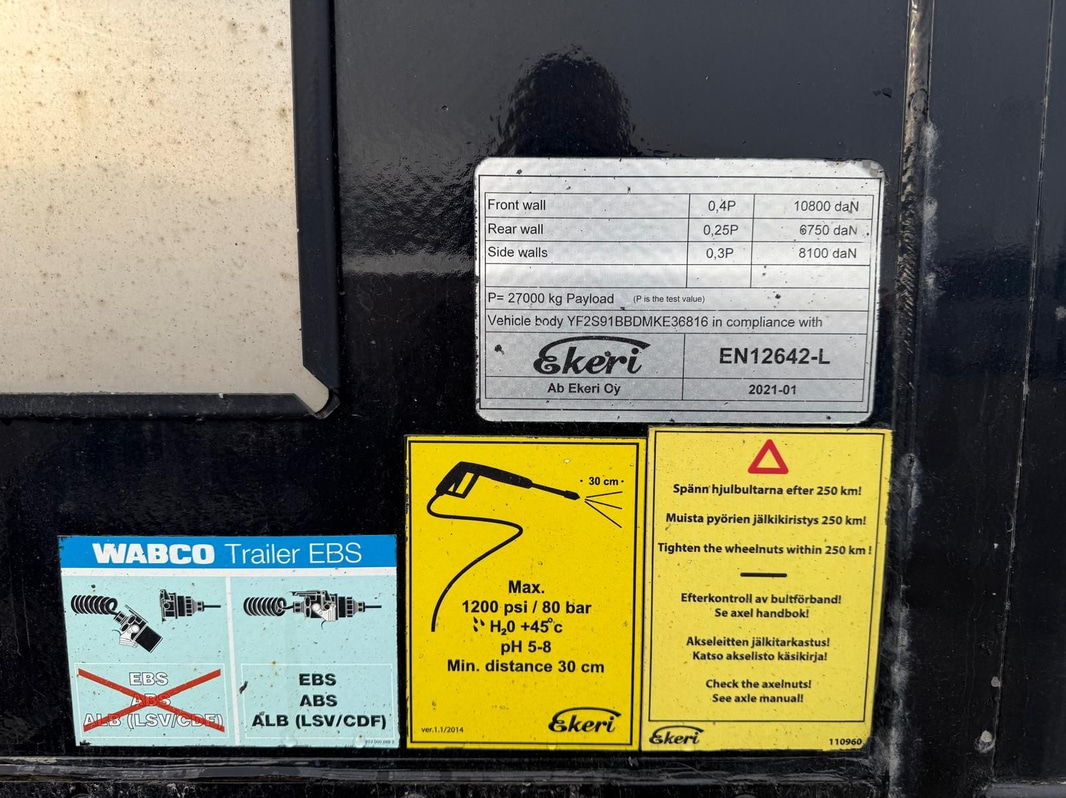 Front wall 0,4P 10800 daN
Rear wall 0,25P 6750 daN
Side walls 0,3P 8100 daN
P= 27000 kg Payload (P is the test value)
Vehicle body YF2S91BBDMKE36816 in compliance with
Ekeri EN12642-L
Ab Ekeri Oy 2021-01
WABCO Trailer EBS
EBS
ABS
ALB (LSV/CDF)
EBS
ABS
ALB (LSV/CDF)
30 cm
Max.
1200 psi / 80 bar
H₂0 +45°c
pH 5-8
Min. distance 30 cm
ver.1.1/2014 Ekeri
Spänn hjulbultarna efter 250 km!
Muista pyörien jälkikiristys 250 km!
Tighten the wheelnuts within 250 km !
Efterkontroll av bultförband!
Se axel handbok!
Akseleitten jälkitarkastus!
Katso akselisto käsikirja!
Check the axelnuts!
See axle manual!
Ekeri 110960